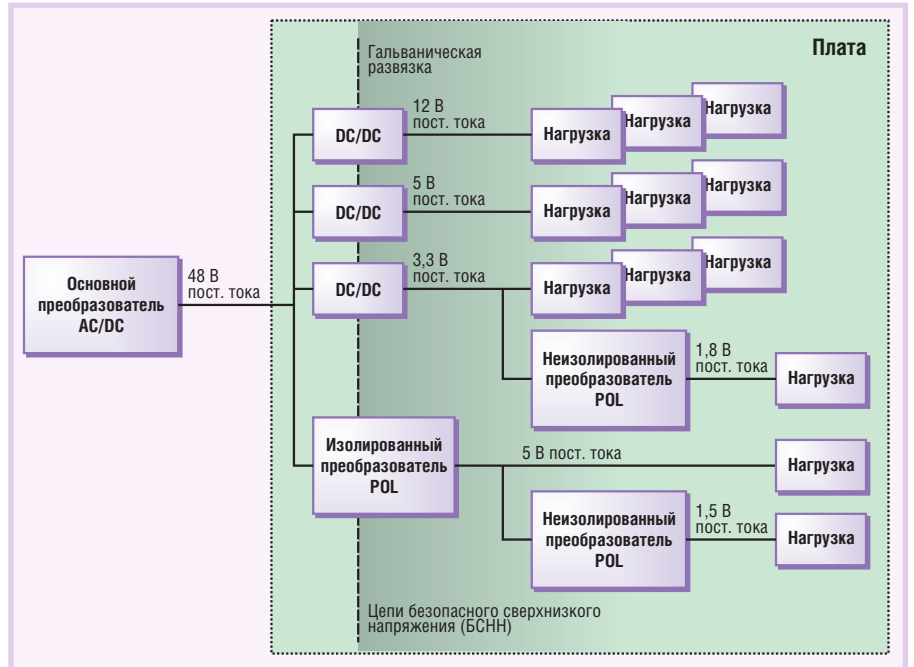 Плата
Гальваническая
развязка
12 В
пост. тока
DC/DC
Нагрузка
Нагрузка
Нагрузка
5 В
пост. тока
DC/DC
Нагрузка
Нагрузка
Нагрузка
3,3 В
пост. тока
DC/DC
Нагрузка
Нагрузка
Нагрузка
Основной
преобразователь
AC/DC
48 В
пост. тока
Неизолированный
преобразователь
POL
1,8 В
пост. тока
Нагрузка
Изолированный
преобразователь
POL
5 В пост. тока
Нагрузка
Неизолированный
преобразователь
POL
1,5 В
пост. тока
Нагрузка
Цепи безопасного сверхнизкого
напряжения (БСНН)